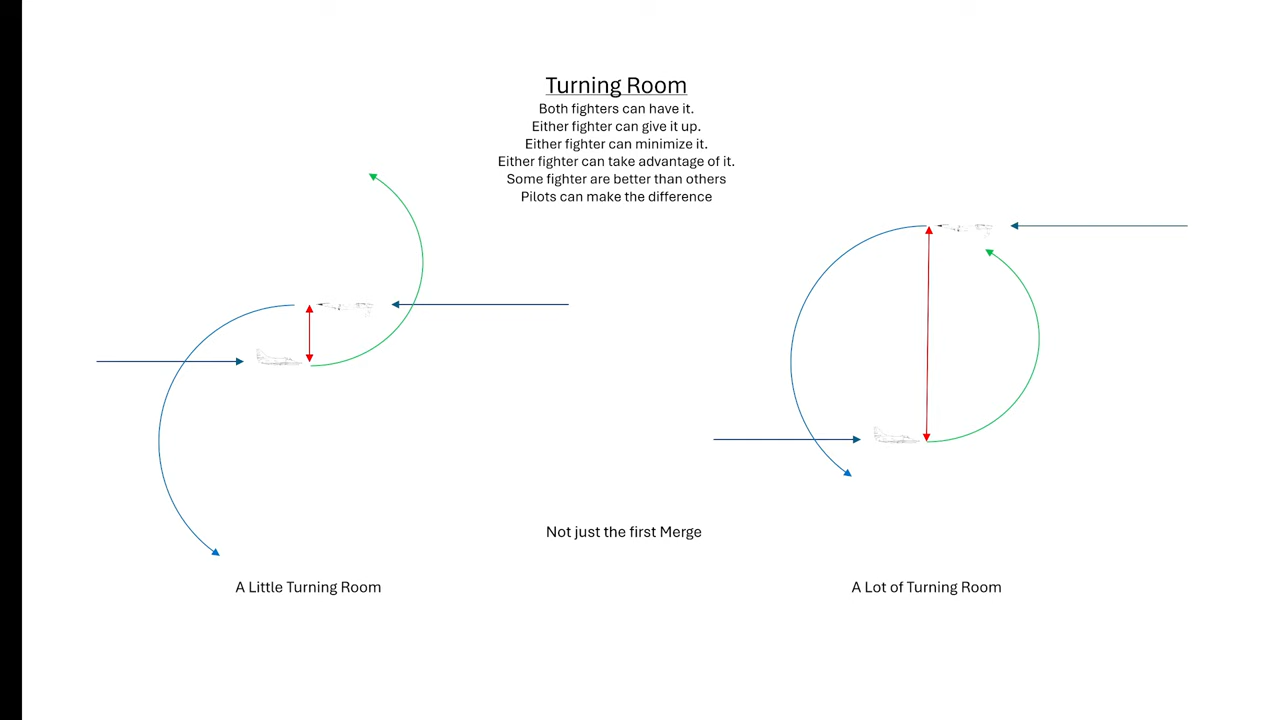 Turning Room
Both fighters can have it.
Either fighter can give it up.
Either fighter can minimize it.
Either fighter can take advantage of it.
Some fighter are better than others
Pilots can make the difference
Not just the first Merge
A Little Turning Room
A Lot of Turning Room